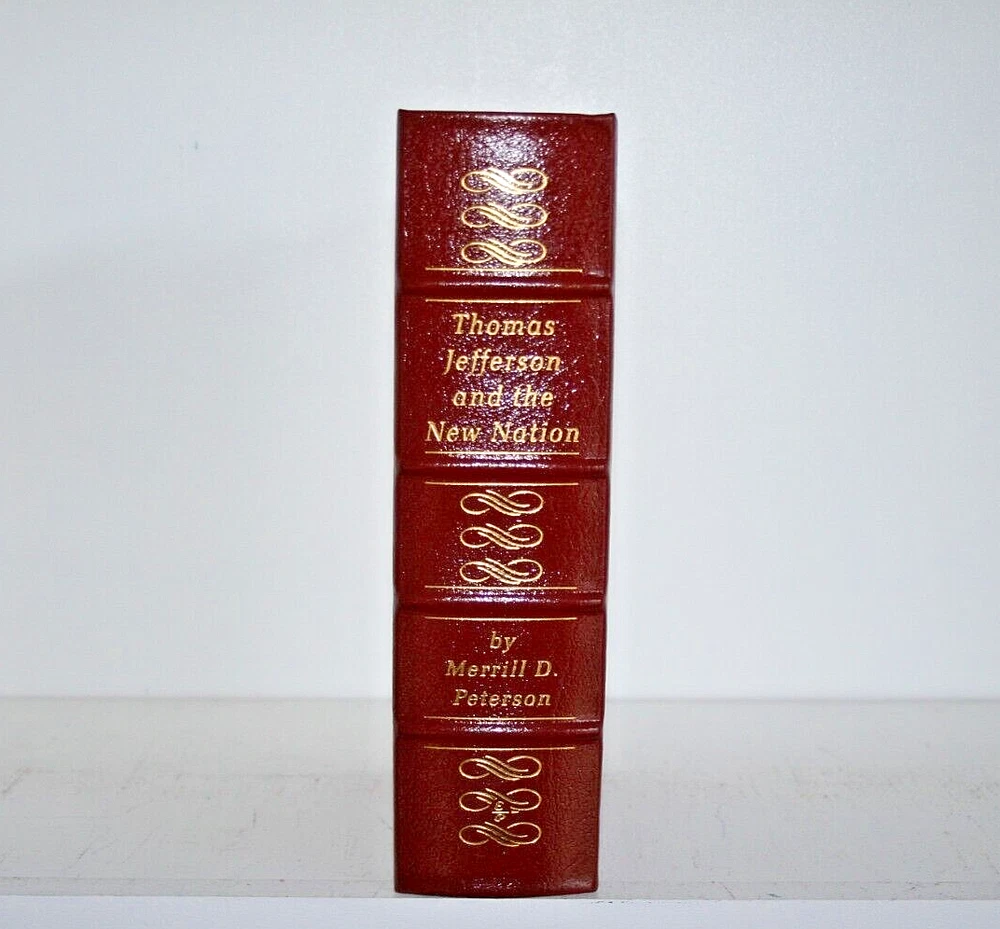 Thomas
Jefferson
and the
New Nation
by
Merrill D.
Peterson